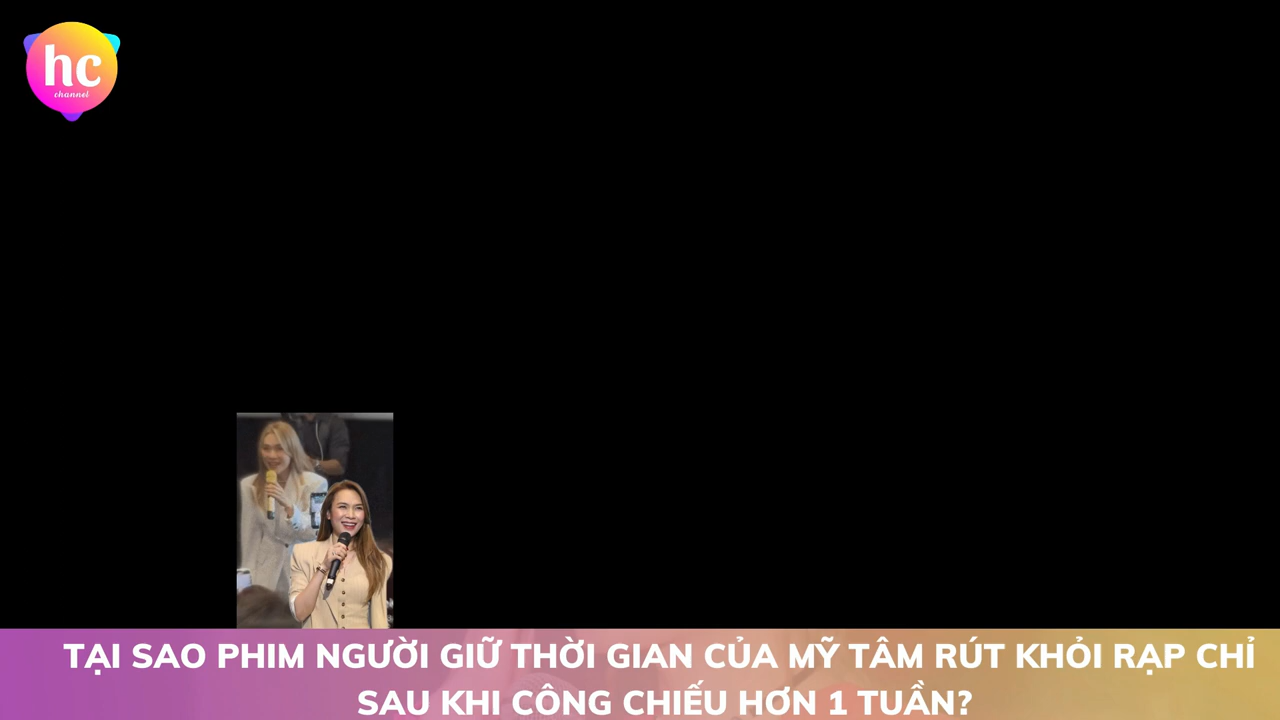 hc
channel
TẠI SAO PHIM NGƯỜI GIỮ THỜI GIAN CỦA MỸ TÂM RÚT KHỎI RẠP CHỈ
SAU KHI CÔNG CHIẾU HƠN 1 TUẦN?